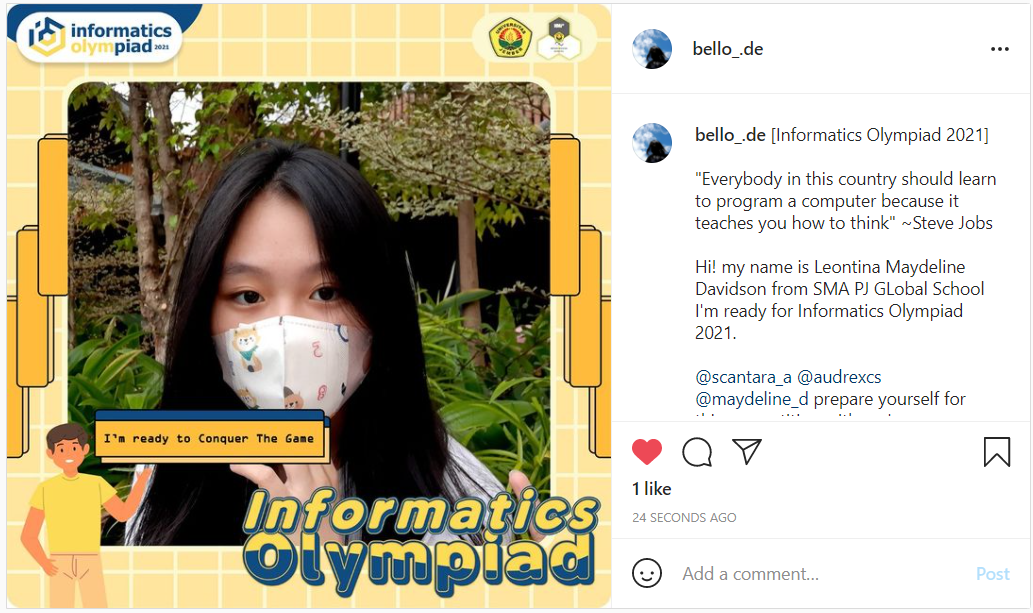 informatics
olympiad 2021
UNIVERSITAS
JEMBER
I'm ready to Conquer The Game
Informatics
Olympiad
bello_.de
bello_.de [Informatics Olympiad 2021]
"Everybody in this country should learn
to program a computer because it
teaches you how to think" ~Steve Jobs
Hi! my name is Leontina Maydeline
Davidson from SMA PJ GLobal School
I'm ready for Informatics Olympiad
2021.
@scantara_a @audrexcs
@maydeline_d prepare yourself for
1 like
24 SECONDS AGO
Add a comment...
Post